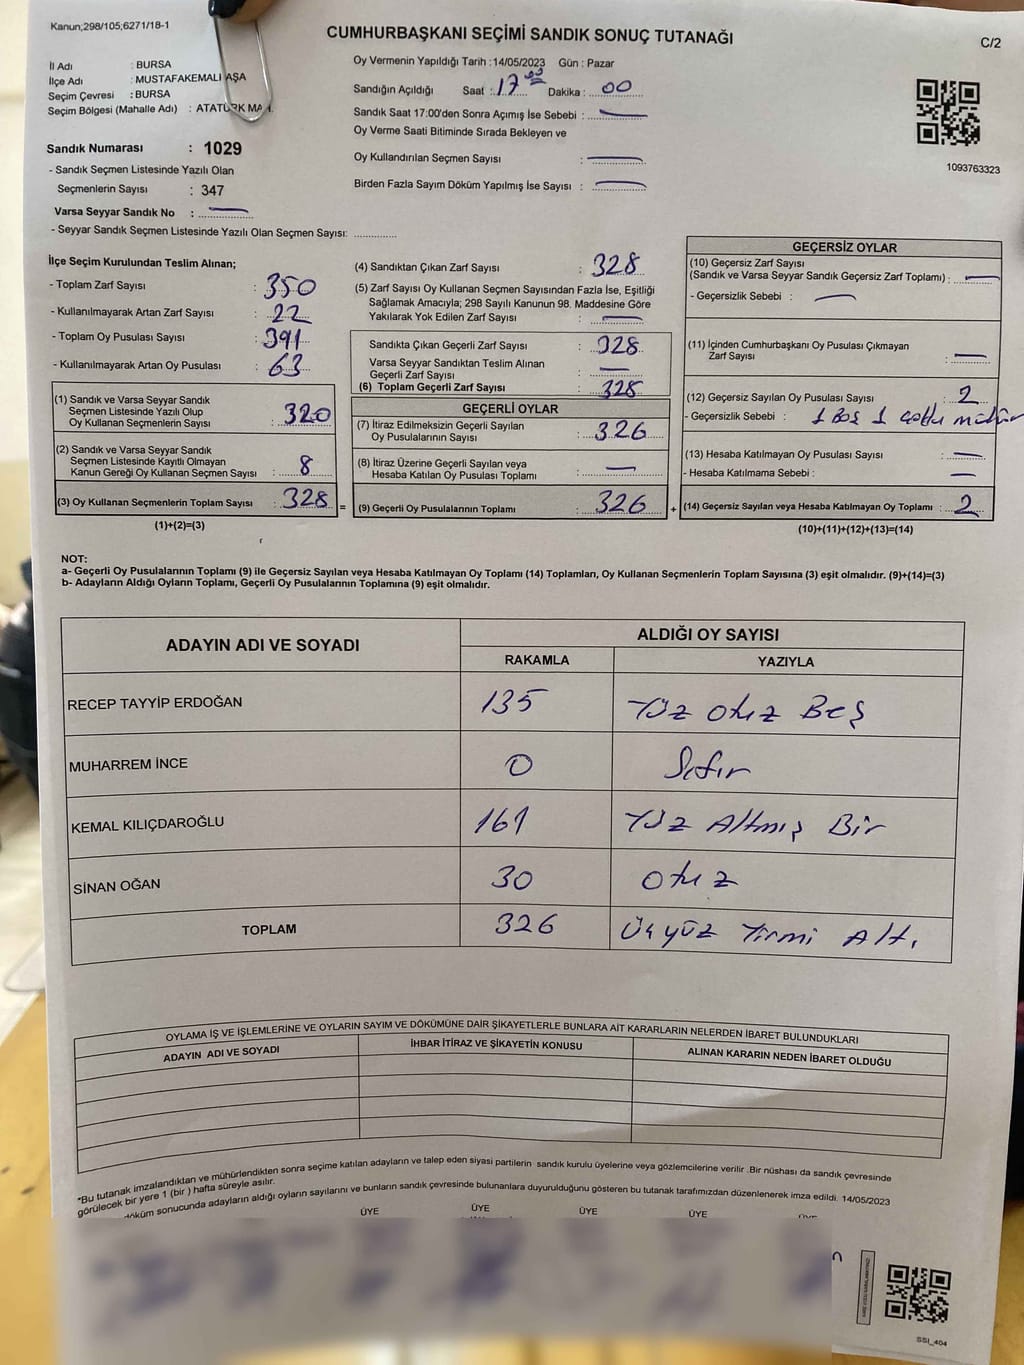 Kanun;298/105;6271/18-1
CUMHURBAŞKANI SEÇİMİ SANDIK SONUÇ TUTANAĞI
C/2
İl Adı : BURSA
İlçe Adı : MUSTAFAKEMALPAŞA
Seçim Çevresi : BURSA
Seçim Bölgesi (Mahalle Adı) : ATATÜRK MAH.
Oy Vermenin Yapıldığı Tarih :14/05/2023 Gün : Pazar
Sandığın Açıldığı Saat : 17 00 Dakika : 00
Sandık Saat 17:00'den Sonra Açımış İse Sebebi : —
Oy Verme Saati Bitiminde Sırada Bekleyen ve
Oy Kullandırılan Seçmen Sayısı : —
Birden Fazla Sayım Döküm Yapılmış İse Sayısı : —
1093763323
Sandık Numarası : 1029
- Sandık Seçmen Listesinde Yazılı Olan
Seçmenlerin Sayısı : 347
Varsa Seyyar Sandık No : —
- Seyyar Sandık Seçmen Listesinde Yazılı Olan Seçmen Sayısı: ..............
İlçe Seçim Kurulundan Teslim Alınan;
- Toplam Zarf Sayısı : 350
- Kullanılmayarak Artan Zarf Sayısı : 22
- Toplam Oy Pusulası Sayısı : 391
- Kullanılmayarak Artan Oy Pusulası : 63
(1) Sandık ve Varsa Seyyar Sandık
Seçmen Listesinde Yazılı Olup
Oy Kullanan Seçmenlerin Sayısı : 320
(2) Sandık ve Varsa Seyyar Sandık
Seçmen Listesinde Kayıtlı Olmayan
Kanun Gereği Oy Kullanan Seçmen Sayısı : 8
(3) Oy Kullanan Seçmenlerin Toplam Sayısı : 328 =
(1)+(2)=(3)
(4) Sandıktan Çıkan Zarf Sayısı : 328
(5) Zarf Sayısı Oy Kullanan Seçmen Sayısından Fazla İse, Eşitliği
Sağlamak Amacıyla; 298 Sayılı Kanunun 98. Maddesine Göre
Yakılarak Yok Edilen Zarf Sayısı : —
Sandıkta Çıkan Geçerli Zarf Sayısı : 328
Varsa Seyyar Sandıktan Teslim Alınan
Geçerli Zarf Sayısı : —
(6) Toplam Geçerli Zarf Sayısı : 328
GEÇERLİ OYLAR
(7) İtiraz Edilmeksizin Geçerli Sayılan
Oy Pusulalarının Sayısı : 326
(8) İtiraz Üzerine Geçerli Sayılan veya
Hesaba Katılan Oy Pusulası Toplamı : —
(9) Geçerli Oy Pusulalarının Toplamı : 326 +
GEÇERSİZ OYLAR
(10) Geçersiz Zarf Sayısı
(Sandık ve Varsa Seyyar Sandık Geçersiz Zarf Toplamı) : —
- Geçersizlik Sebebi : —
(11) İçinden Cumhurbaşkanı Oy Pusulası Çıkmayan
Zarf Sayısı : —
(12) Geçersiz Sayılan Oy Pusulası Sayısı : 2
- Geçersizlik Sebebi : 1 Boş 1 çoklu mühür
(13) Hesaba Katılmayan Oy Pusulası Sayısı : —
- Hesaba Katılmama Sebebi : —
(14) Geçersiz Sayılan veya Hesaba Katılmayan Oy Toplamı : 2
(10)+(11)+(12)+(13)=(14)
NOT:
a- Geçerli Oy Pusulalarının Toplamı (9) ile Geçersiz Sayılan veya Hesaba Katılmayan Oy Toplamı (14) Toplamları, Oy Kullanan Seçmenlerin Toplam Sayısına (3) eşit olmalıdır. (9)+(14)=(3)
b- Adayların Aldığı Oyların Toplamı, Geçerli Oy Pusulalarının Toplamına (9) eşit olmalıdır.
ADAYIN ADI VE SOYADI
ALDIĞI OY SAYISI
RAKAMLA
YAZIYLA
RECEP TAYYİP ERDOĞAN 135 Yüz Otuz Beş
MUHARREM İNCE 0 Sıfır
KEMAL KILIÇDAROĞLU 161 Yüz Altmış Bir
SİNAN OĞAN 30 Otuz
TOPLAM 326 Üçyüz Yirmi Altı
OYLAMA İŞ VE İŞLEMLERİNE VE OYLARIN SAYIM VE DÖKÜMÜNE DAİR ŞİKAYETLERLE BUNLARA AİT KARARLARIN NELERDEN İBARET BULUNDUKLARI
ADAYIN ADI VE SOYADI
İHBAR İTİRAZ VE ŞİKAYETİN KONUSU
ALINAN KARARIN NEDEN İBARET OLDUĞU
*Bu tutanak imzalandıktan ve mühürlendikten sonra seçime katılan adayların ve talep eden siyasi partilerin sandık kurulu üyelerine veya gözlemcilerine verilir .Bir nüshası da sandık çevresinde
görülecek bir yere 1 (bir ) hafta süreyle asılır.
döküm sonucunda adayların aldığı oyların sayılarını ve bunların sandık çevresinde bulunanlara duyurulduğunu gösteren bu tutanak tarafımızdan düzenlenerek imza edildi. 14/05/2023
ÜYE ÜYE ÜYE ÜYE
SSI_404